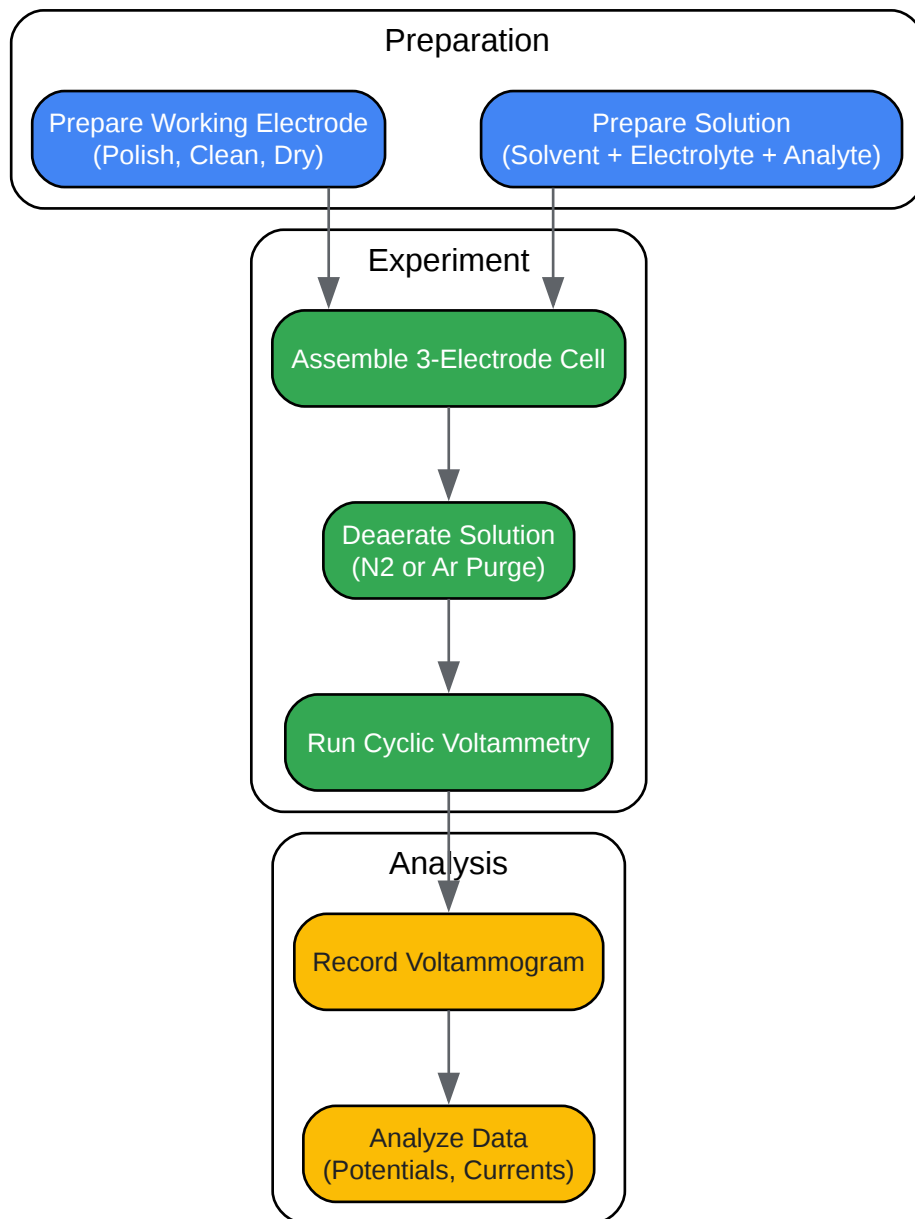 Preparation
Prepare Working Electrode
(Polish, Clean, Dry)
Prepare Solution
(Solvent + Electrolyte + Analyte)
Experiment
Assemble 3-Electrode Cell
Deaerate Solution
(N2 or Ar Purge)
Run Cyclic Voltammetry
Analysis
Record Voltammogram
Analyze Data
(Potentials, Currents)